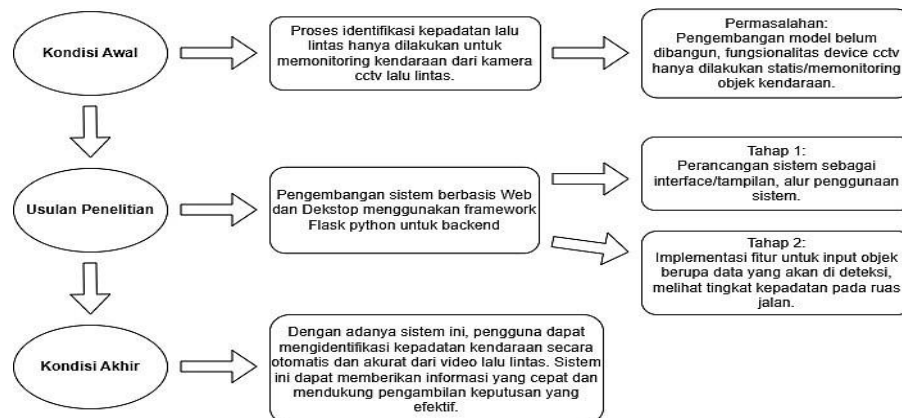 Kondisi Awal
Proses identifikasi kepadatan lalu
lintas hanya dilakukan untuk
memonitoring kendaraan dari kamera
cctv lalu lintas.
Permasalahan:
Pengembangan model belum
dibangun, fungsionalitas device cctv
hanya dilakukan statis/memonitoring
objek kendaraan.
Usulan Penelitian
Pengembangan sistem berbasis Web
dan Dekstop menggunakan framework
Flask python untuk backend
Tahap 1:
Perancangan sistem sebagai
interface/tampilan, alur penggunaan
sistem.
Tahap 2:
Implementasi fitur untuk input objek
berupa data yang akan di deteksi,
melihat tingkat kepadatan pada ruas
jalan.
Kondisi Akhir
Dengan adanya sistem ini, pengguna dapat
mengidentifikasi kepadatan kendaraan secara
otomatis dan akurat dari video lalu lintas. Sistem
ini dapat memberikan informasi yang cepat dan
mendukung pengambilan keputusan yang
efektif.